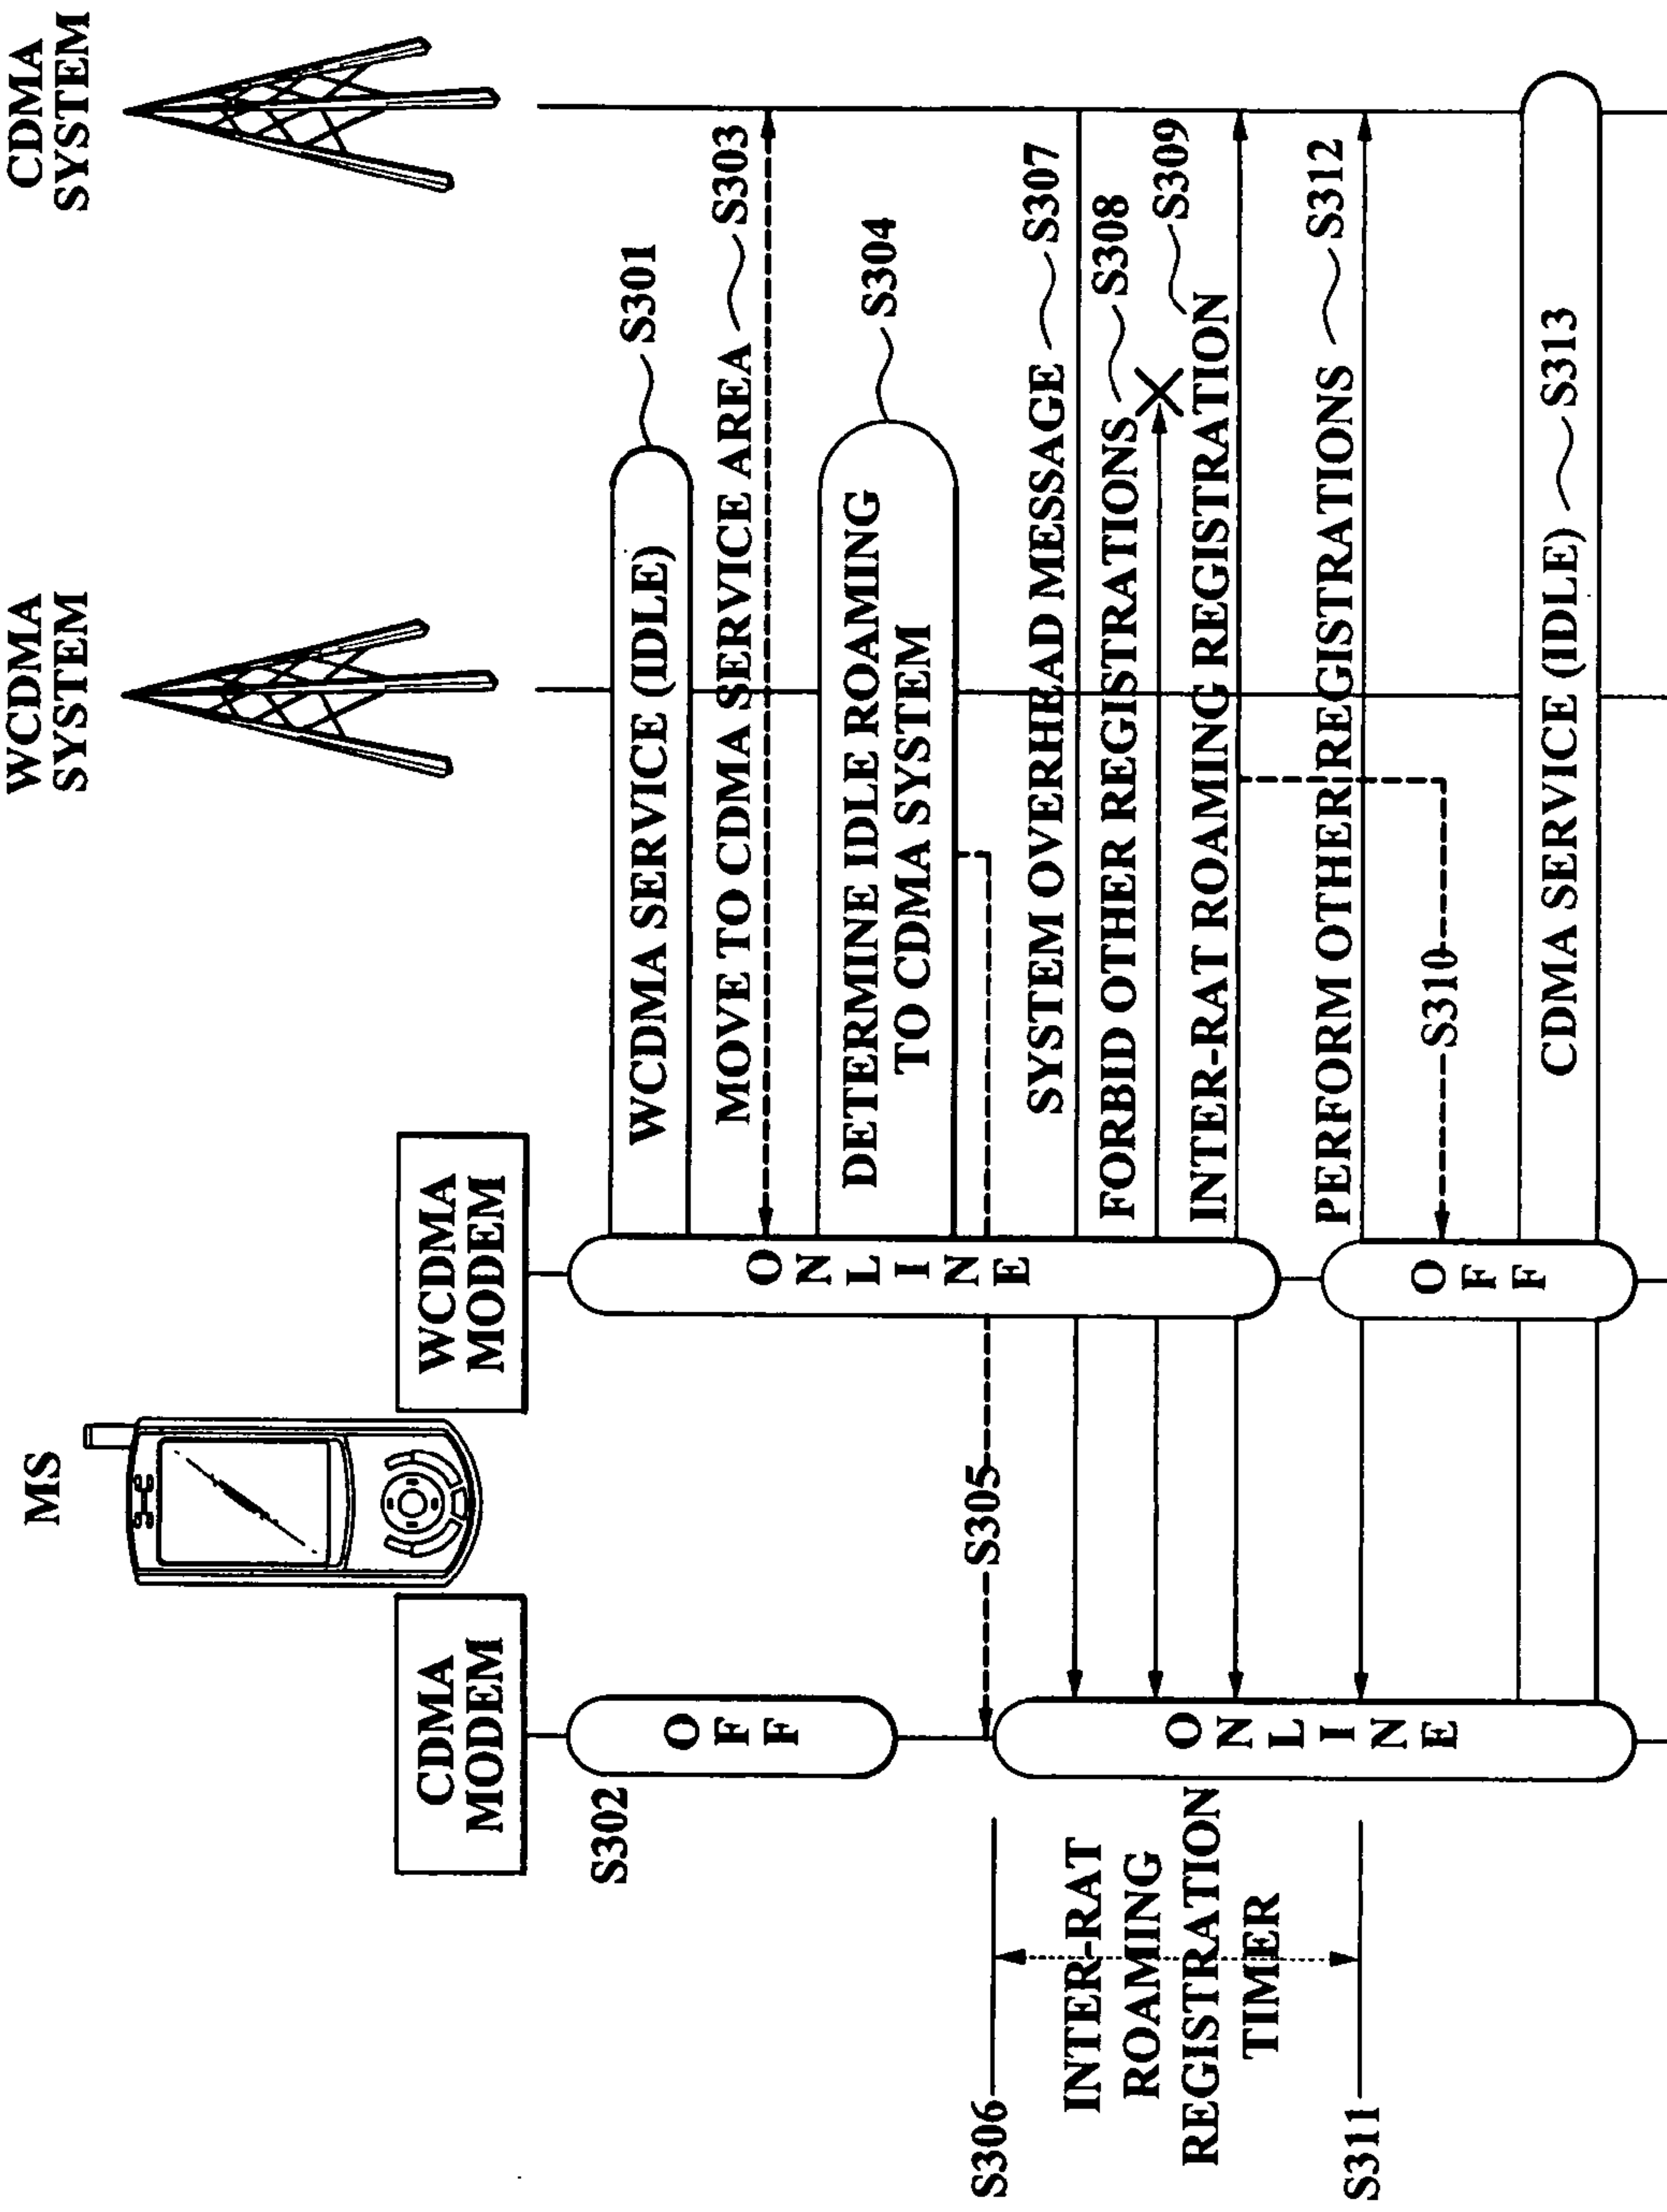 MS
WCDMA
SYSTEM
CDMA
SYSTEM
CDMA
MODEM
WCDMA
MODEM
S302
OFF
ONLINE
WCDMA SERVICE (IDLE)
S301
MOVE TO CDMA SERVICE AREA
S303
DETERMINE IDLE ROAMING
TO CDMA SYSTEM
S304
S305
S306
INTER-RAT
ROAMING
REGISTRATION
TIMER
S311
ONLINE
SYSTEM OVERHEAD MESSAGE
S307
FORBID OTHER REGISTRATIONS
S308
INTER-RAT ROAMING REGISTRATION
S309
PERFORM OTHER REGISTRATIONS
S312
OFF
S310
CDMA SERVICE (IDLE)
S313